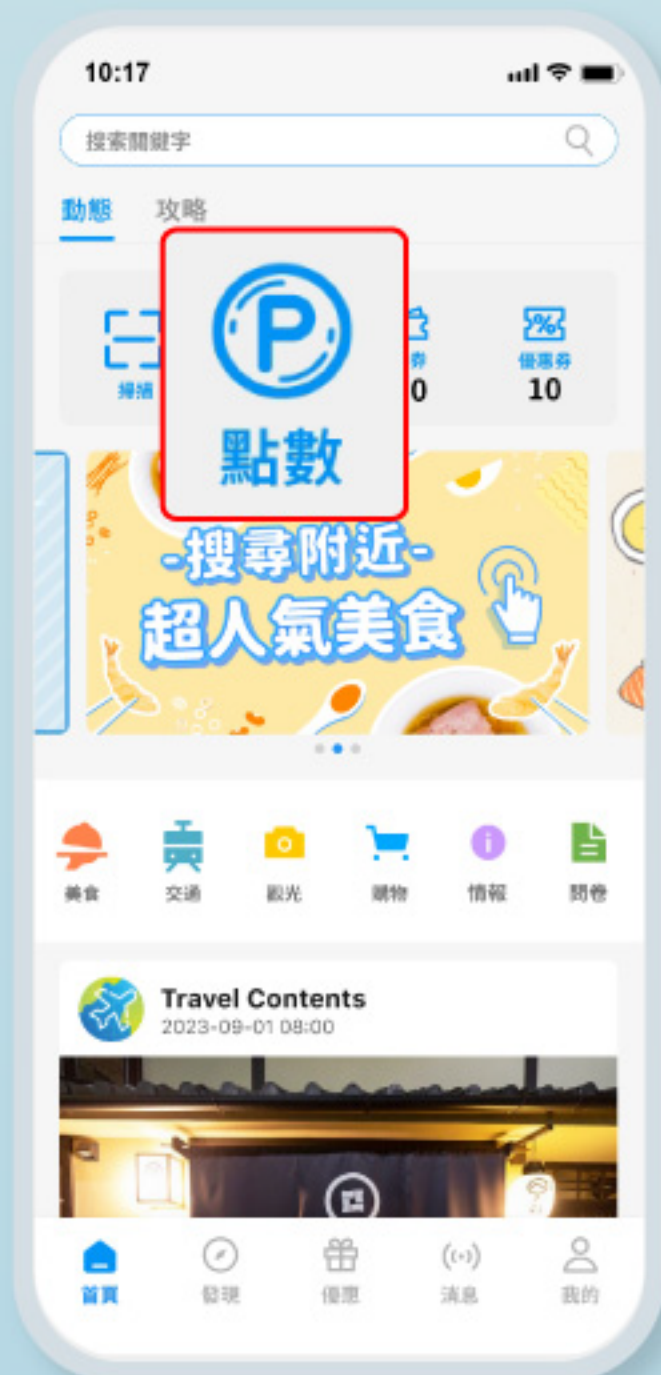 10:17
搜索關鍵字
動態 攻略
P
點數
掃描
券
優惠券
0
10
-搜尋附近-
超人氣美食
美食 交通 觀光 購物 情報 問卷
Travel Contents
2023-09-01 08:00
首頁 發現 優惠 消息 我的